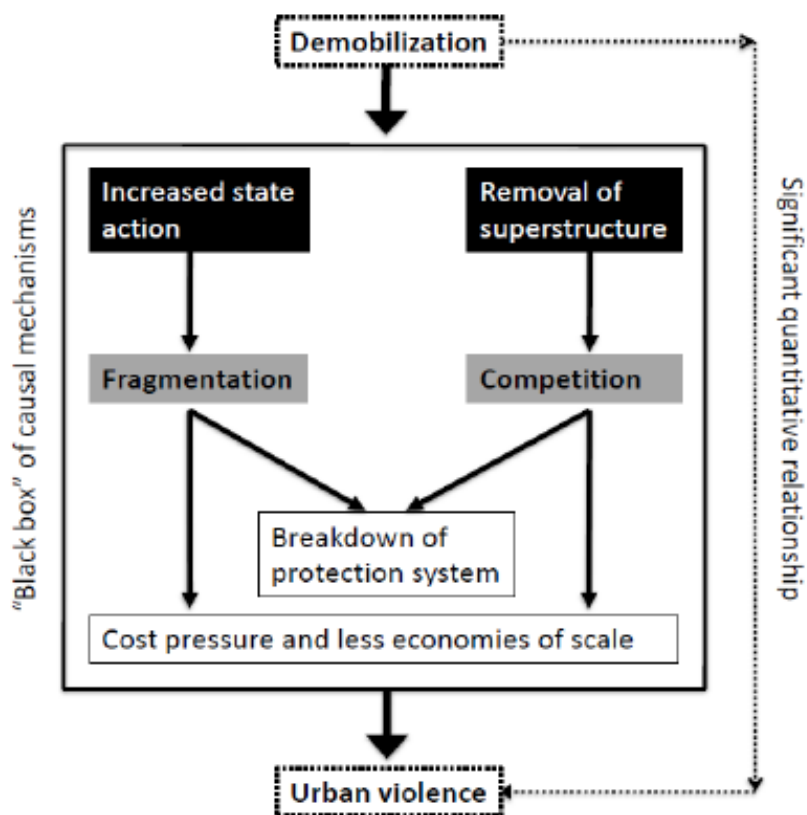 Demobilization
Increased state
action
Removal of
superstructure
Fragmentation
Competition
Breakdown of
protection system
Cost pressure and less economies of scale
Urban violence
"Black box" of causal mechanisms
Significant quantitative relationship